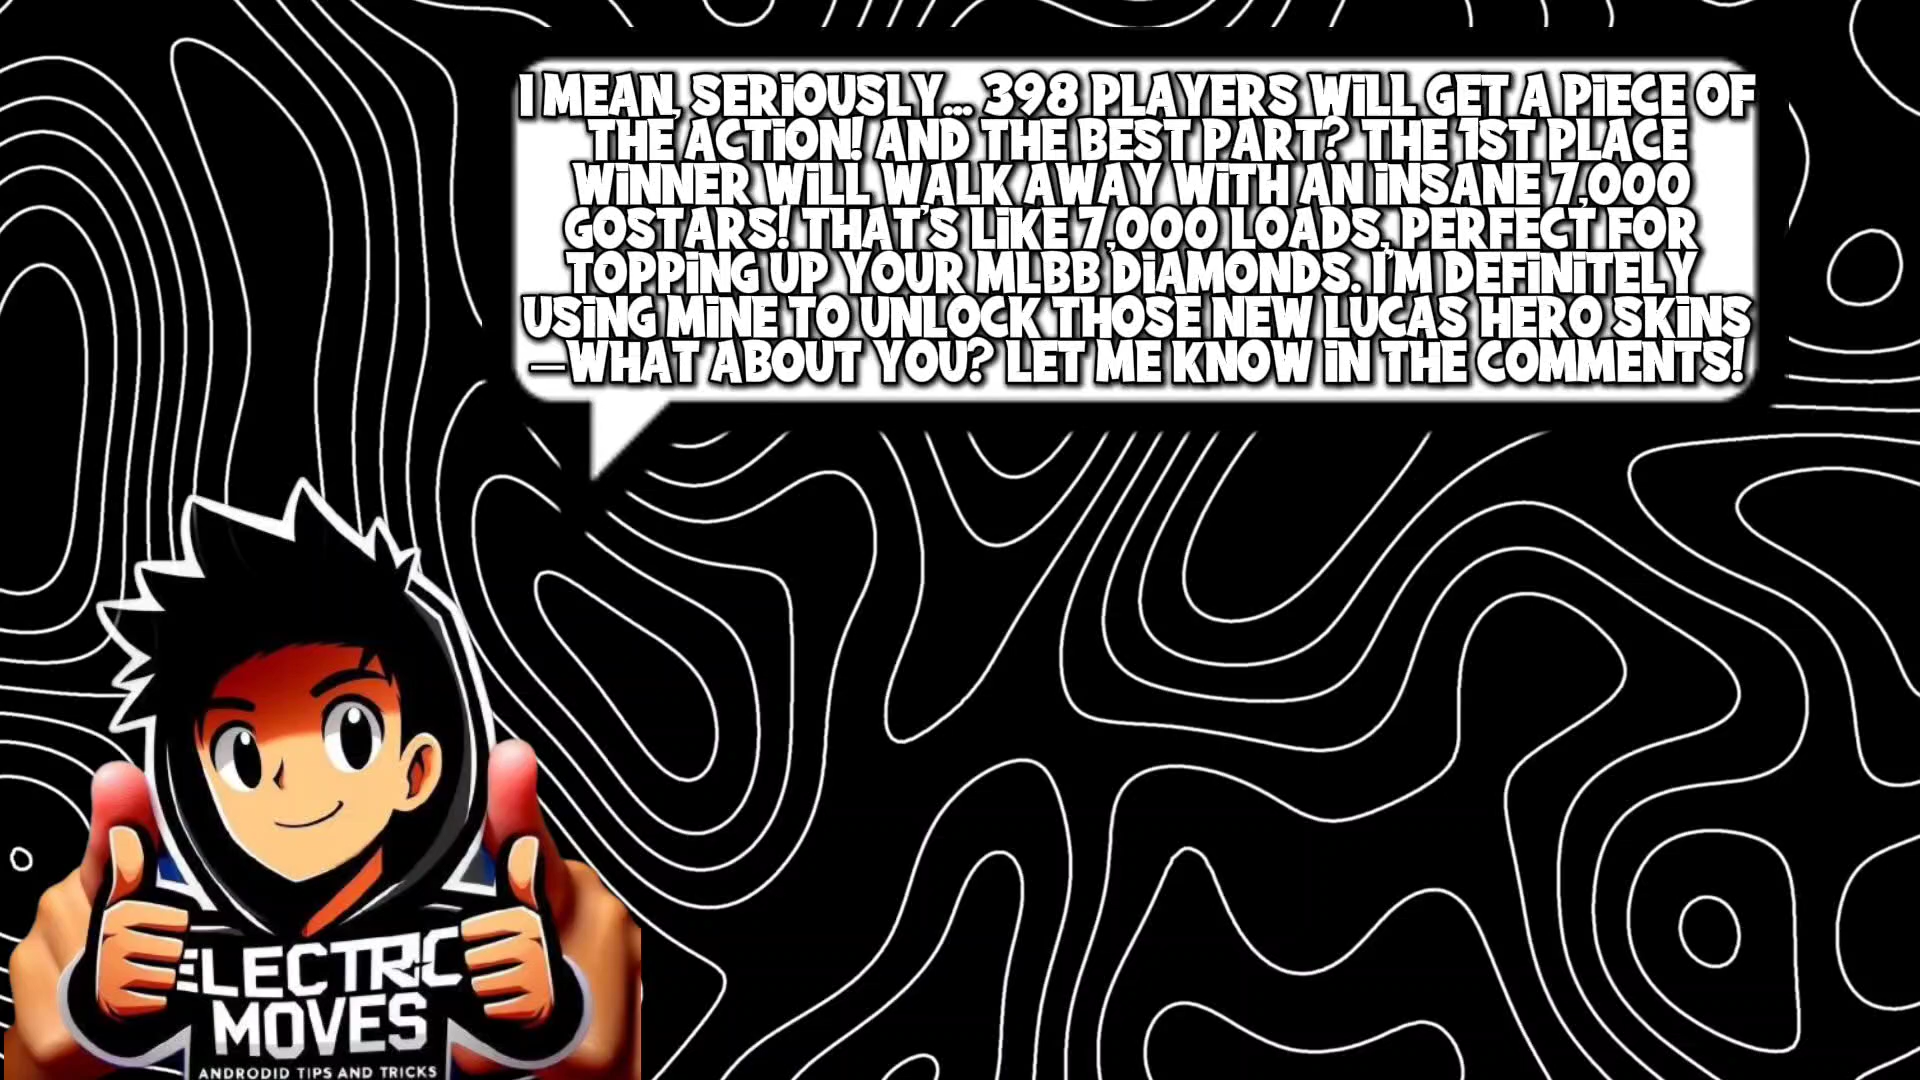 I MEAN, SERIOUSLY... 398 PLAYERS WILL GET A PIECE OF
THE ACTION! AND THE BEST PART? THE 1ST PLACE
WINNER WILL WALK AWAY WITH AN INSANE 7,000
GOSTARS! THAT'S LIKE 7,000 LOADS, PERFECT FOR
TOPPING UP YOUR MLBB DIAMONDS. I'M DEFINITELY
USING MINE TO UNLOCK THOSE NEW LUCAS HERO SKINS
—WHAT ABOUT YOU? LET ME KNOW IN THE COMMENTS!
ELECTRIC
MOVES
ANDRODID TIPS AND TRICKS